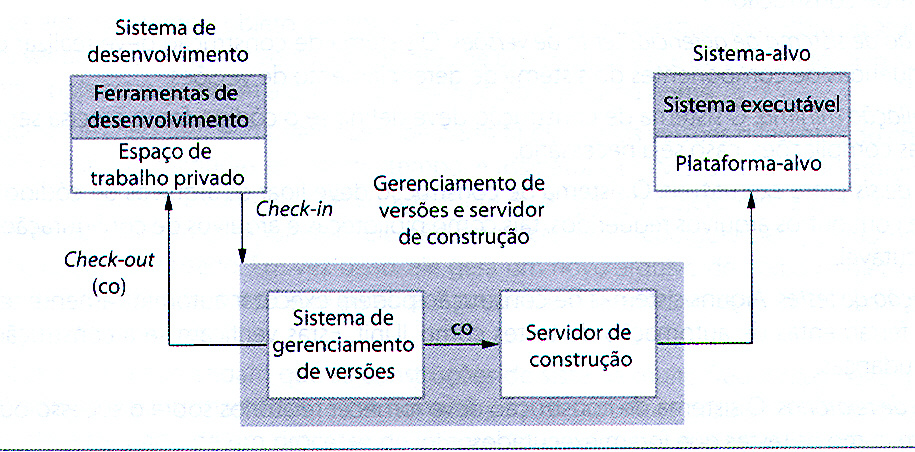 Sistema de
desenvolvimento
Ferramentas de
desenvolvimento
Espaço de
trabalho privado
Sistema-alvo
Sistema executável
Plataforma-alvo
Check-in
Gerenciamento de
versões e servidor
de construção
Check-out
(co)
Sistema de
gerenciamento
de versões
co
Servidor de
construção